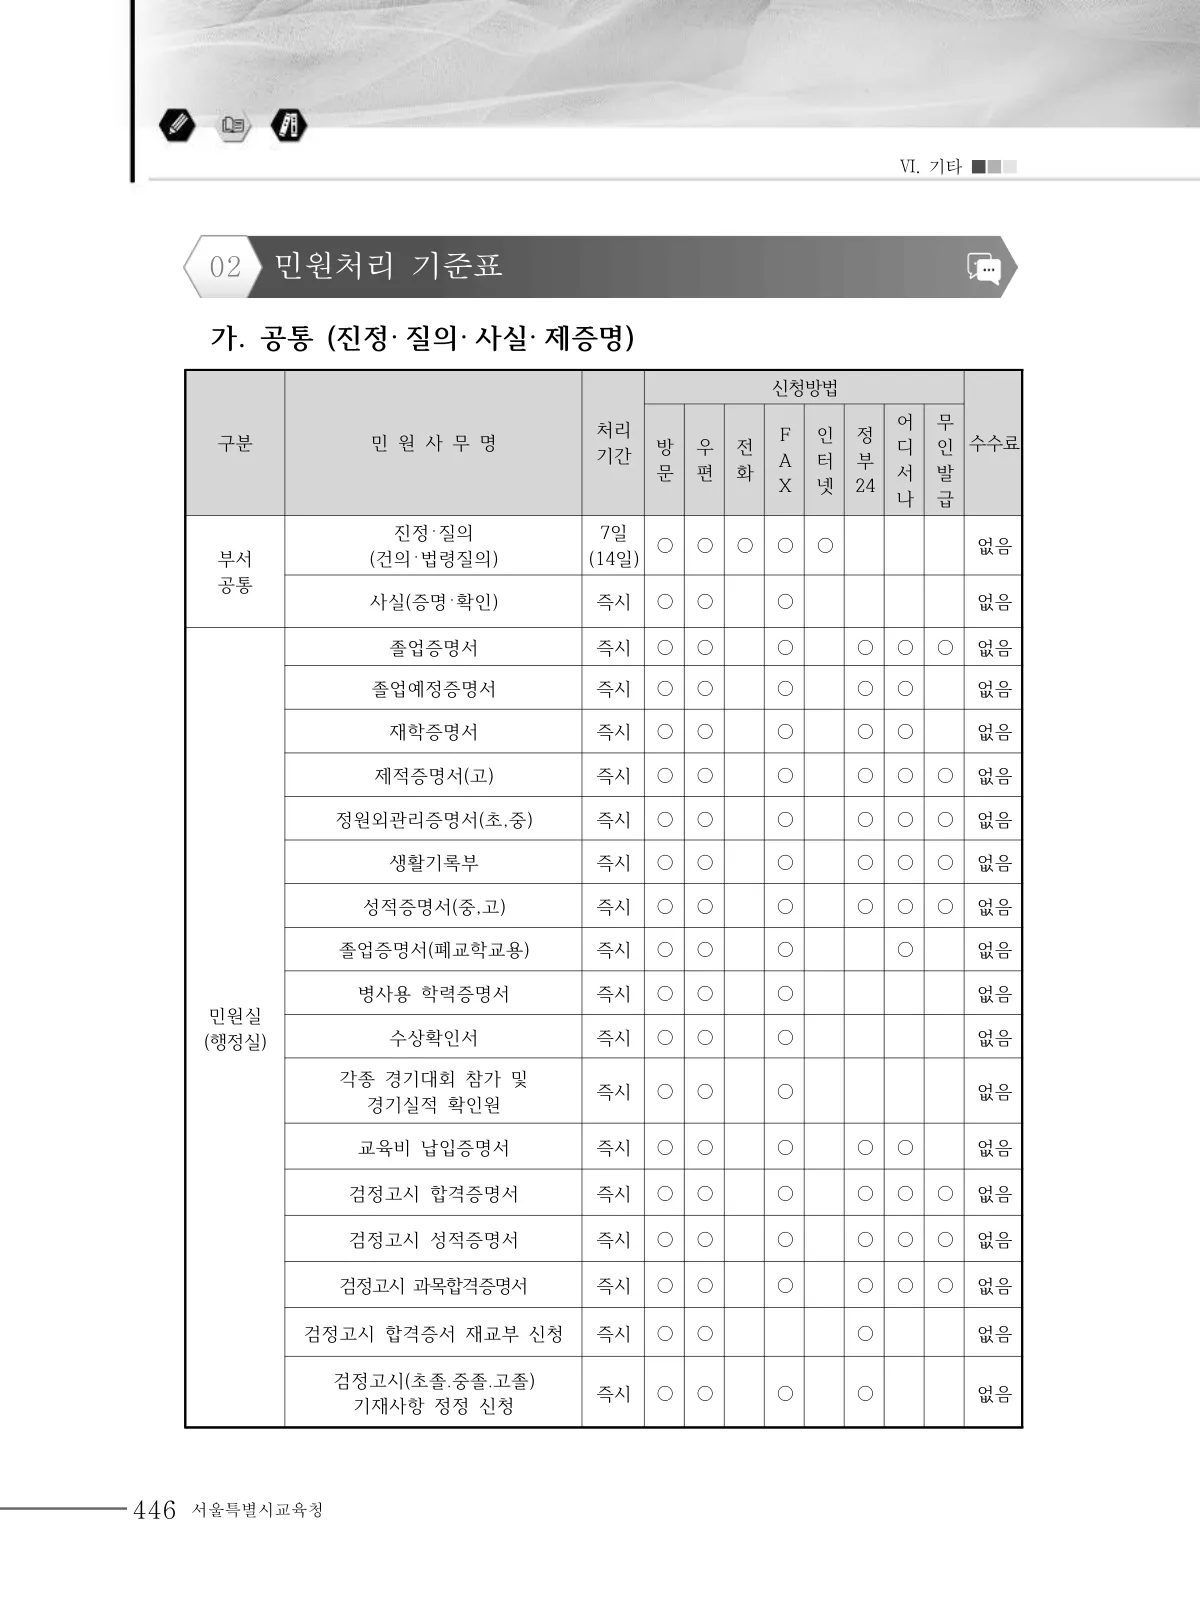 Ⅵ. 기타
02 민원처리 기준표
가. 공통 (진정·질의·사실·제증명)
구분 민 원 사 무 명 처리 기간 신청방법 수수료
방문 우편 전화 FAX 인터넷 정부24 어디서나 무인발급
부서 공통
진정·질의
(건의·법령질의) 7일 (14일) ○ ○ ○ ○ ○ 없음
사실(증명·확인) 즉시 ○ ○ ○ 없음
민원실
(행정실)
졸업증명서 즉시 ○ ○ ○ ○ ○ ○ 없음
졸업예정증명서 즉시 ○ ○ ○ ○ ○ 없음
재학증명서 즉시 ○ ○ ○ ○ ○ 없음
제적증명서(고) 즉시 ○ ○ ○ ○ ○ ○ 없음
정원외관리증명서(초,중) 즉시 ○ ○ ○ ○ ○ ○ 없음
생활기록부 즉시 ○ ○ ○ ○ ○ ○ 없음
성적증명서(중,고) 즉시 ○ ○ ○ ○ ○ ○ 없음
졸업증명서(폐교학교용) 즉시 ○ ○ ○ ○ 없음
병사용 학력증명서 즉시 ○ ○ ○ 없음
수상확인서 즉시 ○ ○ ○ 없음
각종 경기대회 참가 및
경기실적 확인원 즉시 ○ ○ ○ 없음
교육비 납입증명서 즉시 ○ ○ ○ ○ ○ 없음
검정고시 합격증명서 즉시 ○ ○ ○ ○ ○ ○ 없음
검정고시 성적증명서 즉시 ○ ○ ○ ○ ○ ○ 없음
검정고시 과목합격증명서 즉시 ○ ○ ○ ○ ○ ○ 없음
검정고시 합격증서 재교부 신청 즉시 ○ ○ ○ 없음
검정고시(초졸.중졸.고졸)
기재사항 정정 신청 즉시 ○ ○ ○ ○ 없음
446 서울특별시교육청